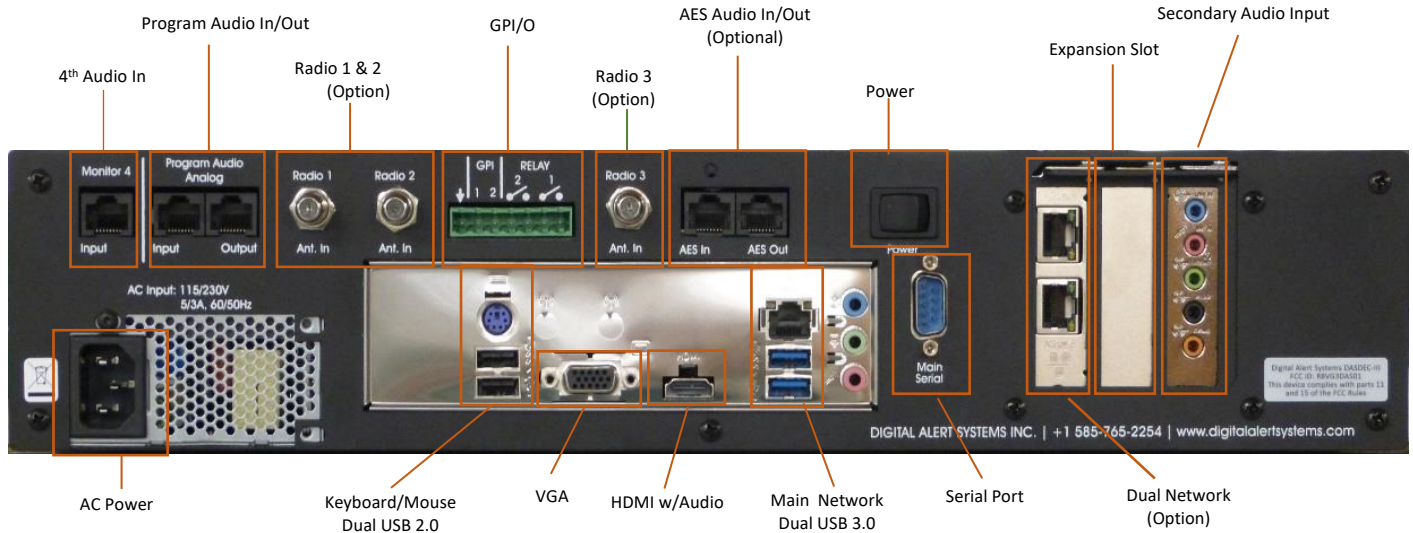 Program Audio In/Out
GPI/O
AES Audio In/Out
(Optional)
Secondary Audio Input
Expansion Slot
4th Audio In
Radio 1 & 2
(Option)
Radio 3
(Option)
Power
Monitor 4
Input
Program Audio
Analog
Input
Output
Radio 1
Ant. In
Radio 2
Ant. In
GPI
RELAY
1 2
2
1
Radio 3
Ant. In
AES In
AES Out
Power
AC Input: 115/230V
5/3A, 60/50Hz
Main
Serial
Digital Alert Systems DASDEC-III
FCC ID: R8VG3DAS01
This device complies with parts 11
and 15 of the FCC Rules
DIGITAL ALERT SYSTEMS INC. | +1 585-765-2254 | www.digitalalertsystems.com
AC Power
Keyboard/Mouse
Dual USB 2.0
VGA
HDMI w/Audio
Main Network
Dual USB 3.0
Serial Port
Dual Network
(Option)